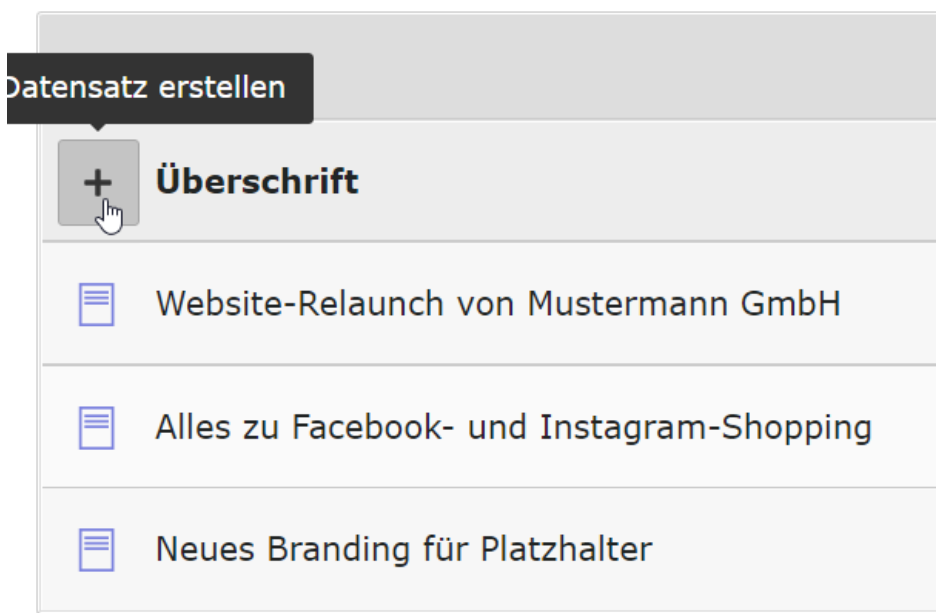 Datensatz erstellen
+ Überschrift
Website-Relaunch von Mustermann GmbH
Alles zu Facebook- und Instagram-Shopping
Neues Branding für Platzhalter